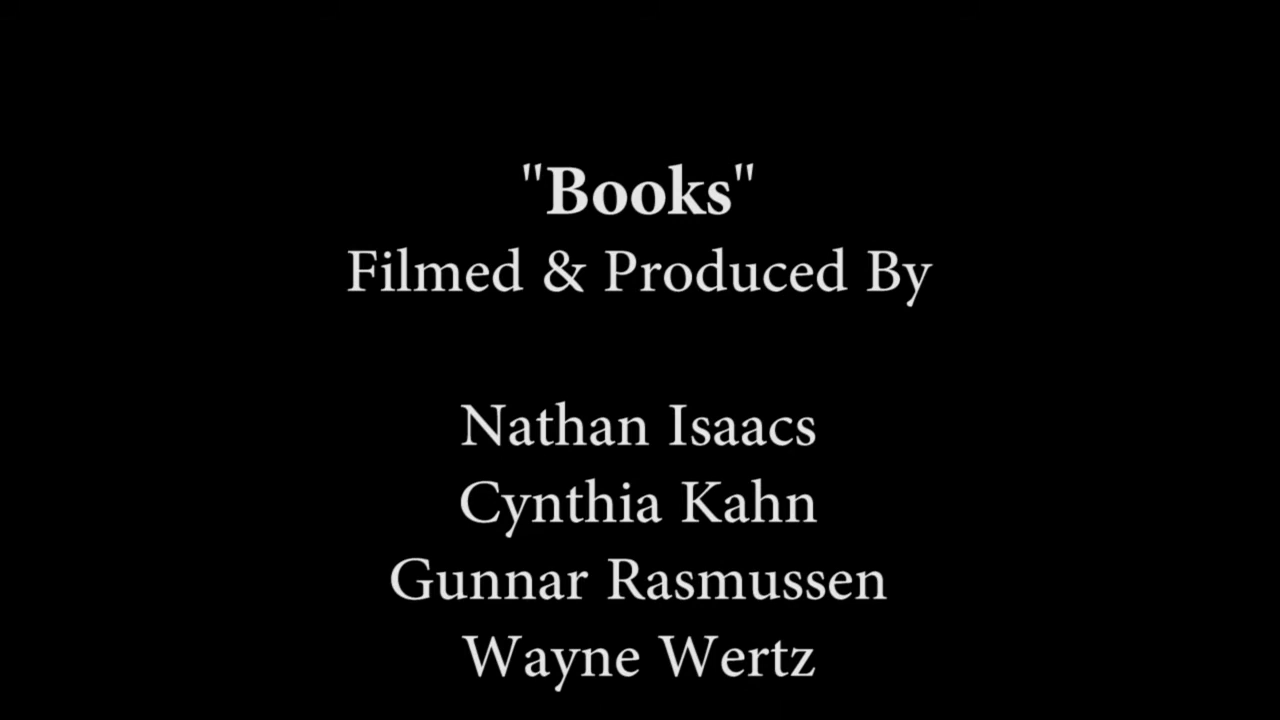 "Books"
Filmed & Produced By
Nathan Isaacs
Cynthia Kahn
Gunnar Rasmussen
Wayne Wertz